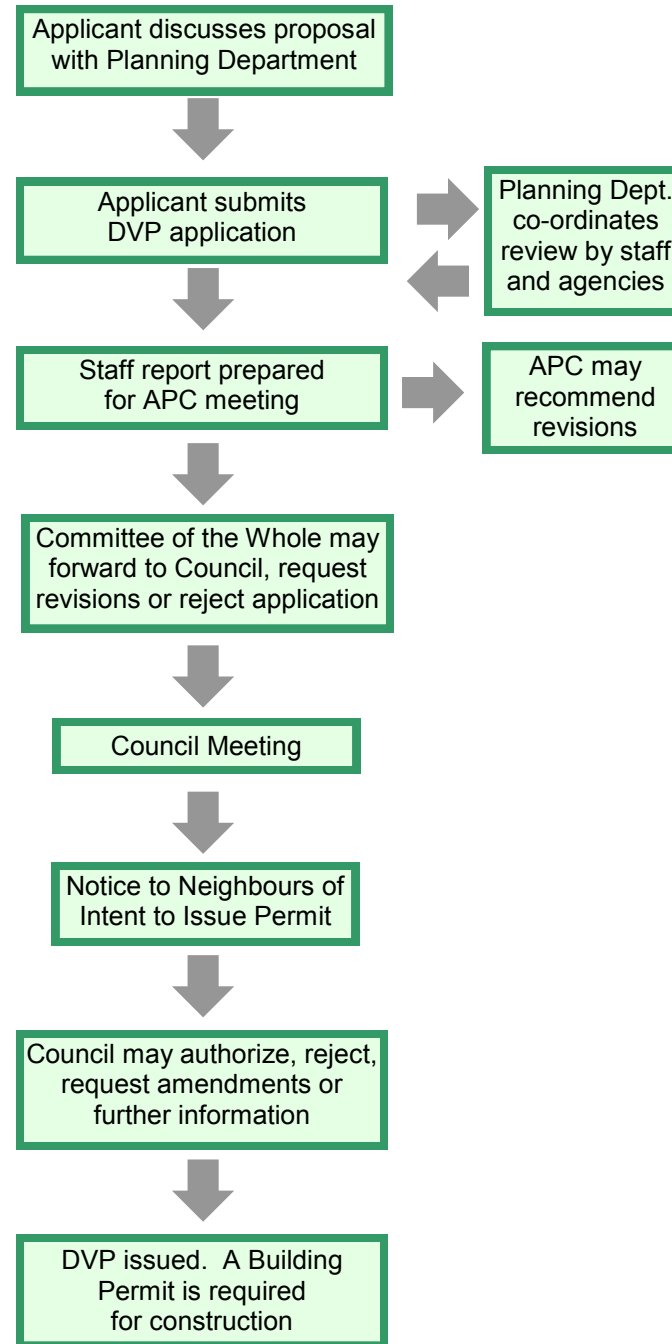 Applicant discusses proposal
with Planning Department
Applicant submits
DVP application
Planning Dept.
co-ordinates
review by staff
and agencies
Staff report prepared
for APC meeting
APC may
recommend
revisions
Committee of the Whole may
forward to Council, request
revisions or reject application
Council Meeting
Notice to Neighbours of
Intent to Issue Permit
Council may authorize, reject,
request amendments or
further information
DVP issued.  A Building
Permit is required
for construction